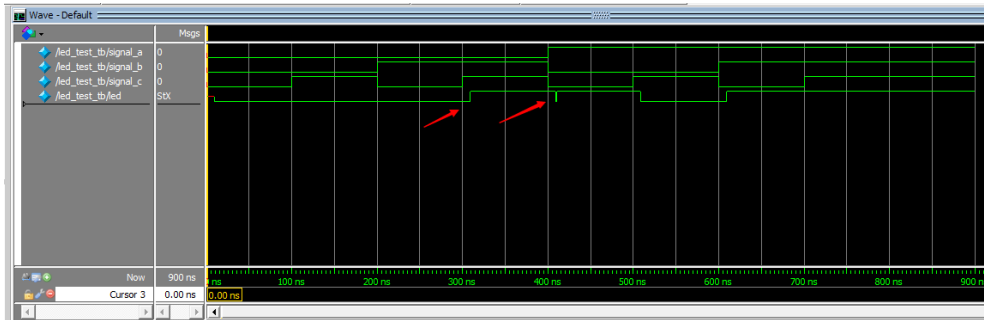 Wave - Default
Msgs
/led_test_tb/signal_a 0
/led_test_tb/signal_b 0
/led_test_tb/signal_c 0
/led_test_tb/led StX
Now 900 ns
ns 100 ns 200 ns 300 ns 400 ns 500 ns 600 ns 700 ns 800 ns 900 n
Cursor 3 0.00 ns 0.00 ns